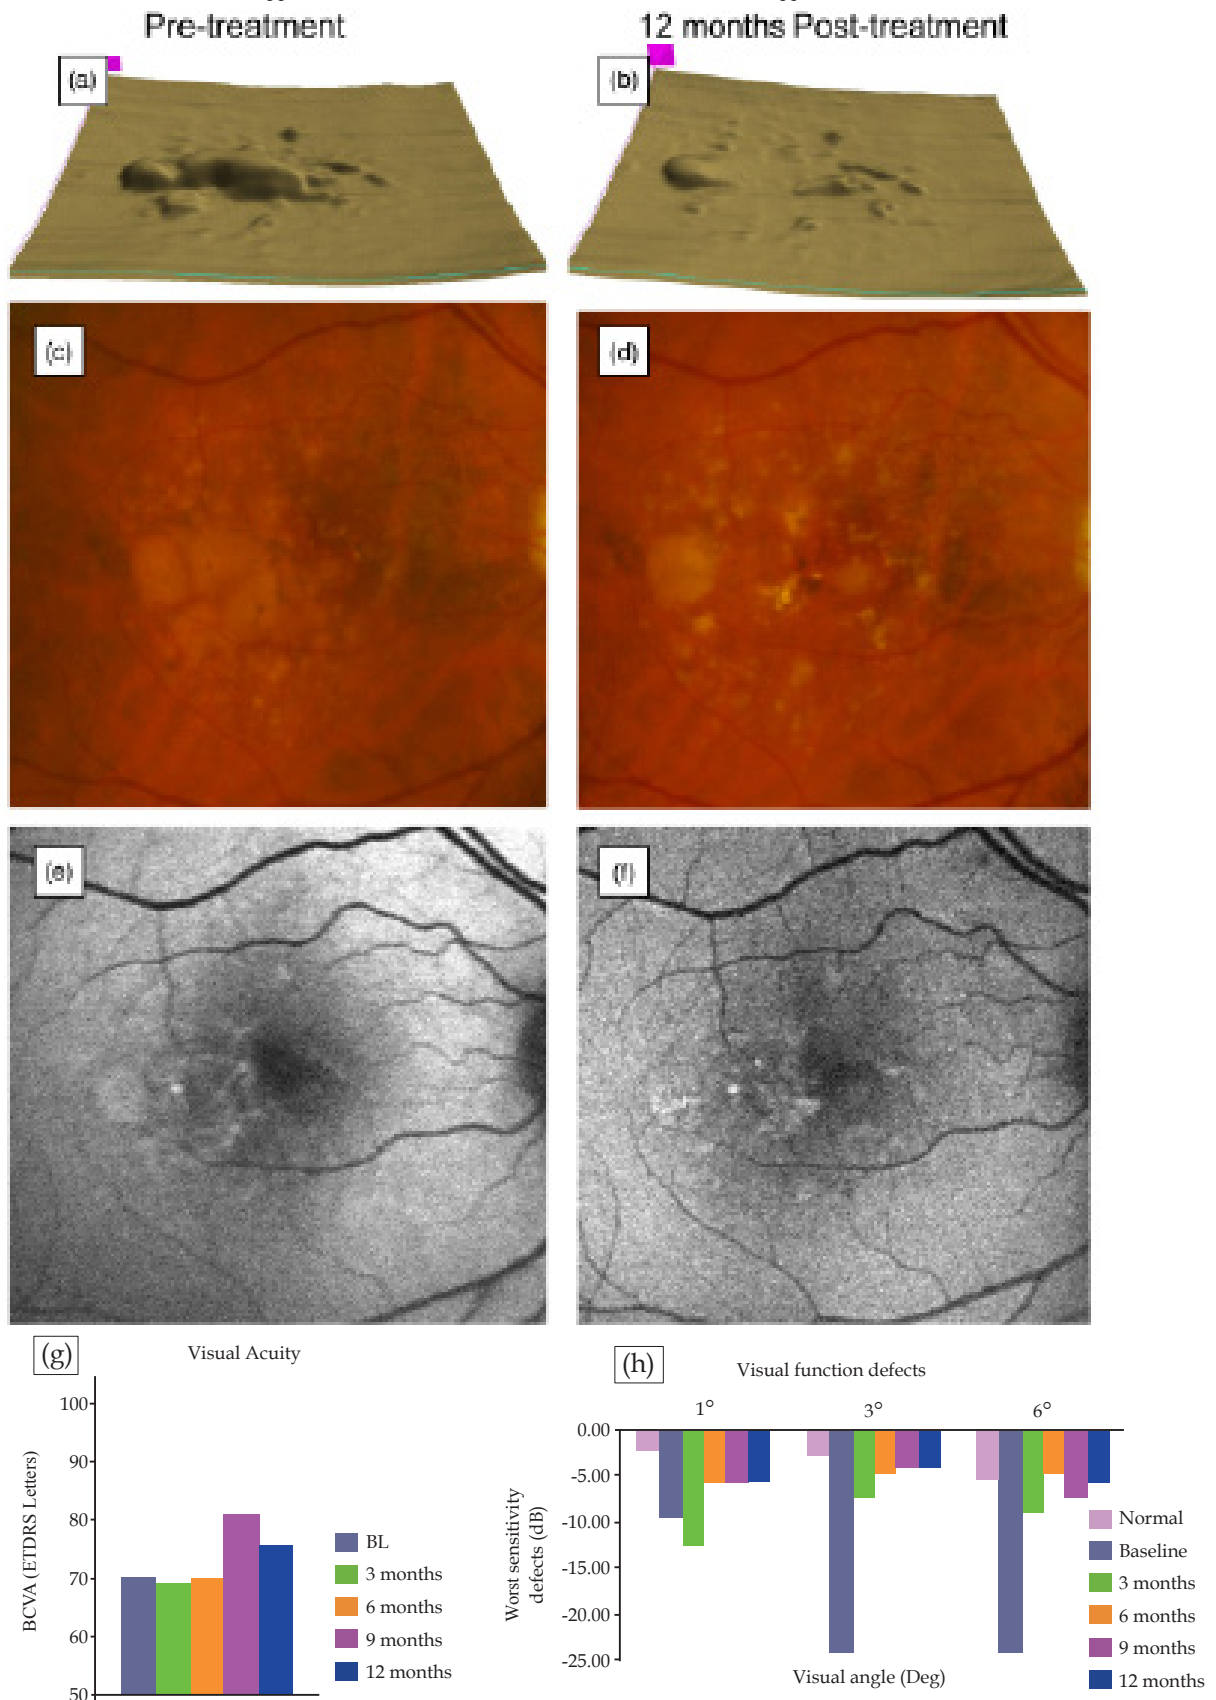 Pre-treatment
12 months Post-treatment
(a)
(b)
(c)
(d)
(e)
(f)
(g)
Visual Acuity
100
90
80
70
60
50
BCVA (ETDRS Letters)
BL
3 months
6 months
9 months
12 months
(h)
Visual function defects
1°
3°
6°
0.00
-5.00
-10.00
-15.00
-20.00
-25.00
Worst sensitivity
defects (dB)
Visual angle (Deg)
Normal
Baseline
3 months
6 months
9 months
12 months